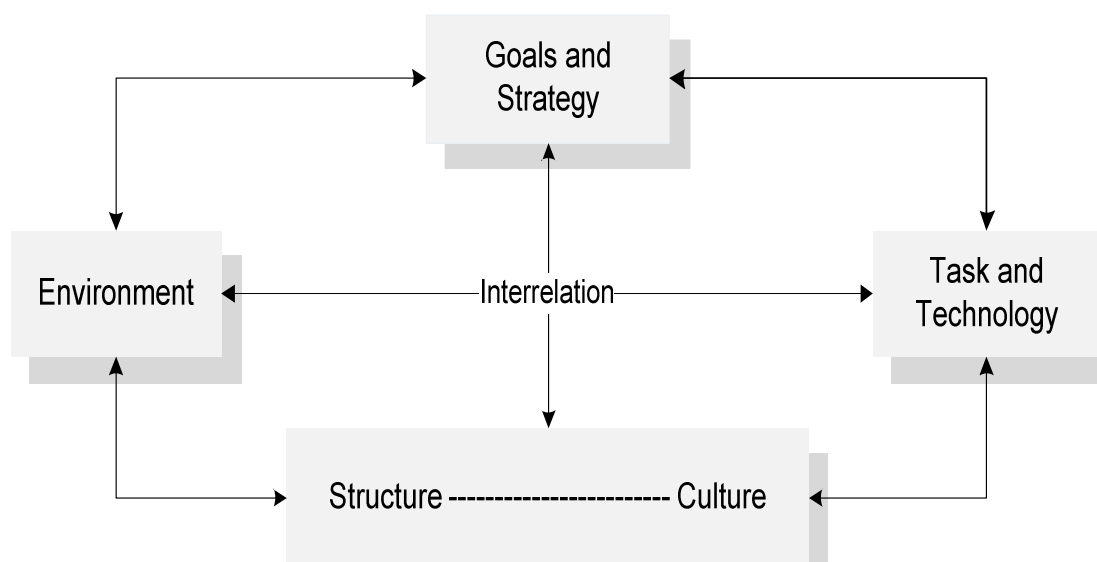 Goals and
Strategy
Environment
Interrelation
Task and
Technology
Structure ------------------------ Culture